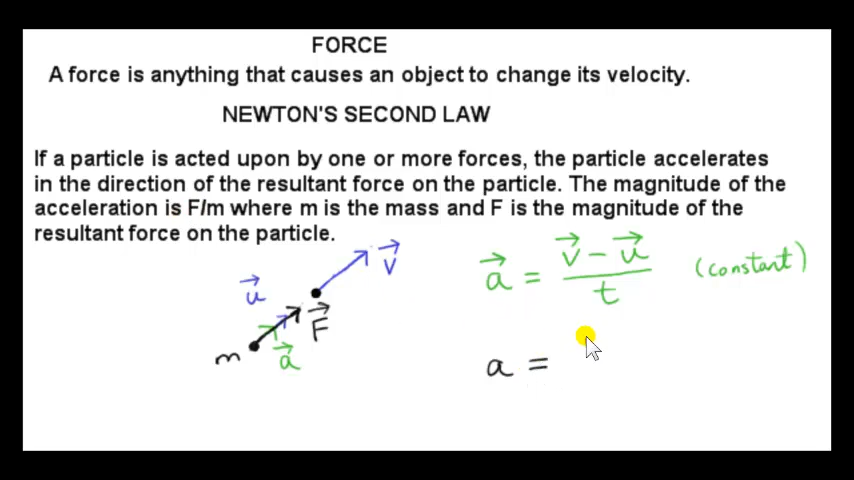 FORCE
A force is anything that causes an object to change its velocity.
NEWTON'S SECOND LAW
If a particle is acted upon by one or more forces, the particle accelerates
in the direction of the resultant force on the particle. The magnitude of the
acceleration is F/m where m is the mass and F is the magnitude of the
resultant force on the particle.
v⃗
u⃗
F⃗
m
a⃗
a⃗ = (v⃗ − u⃗) / t (constant)
a =